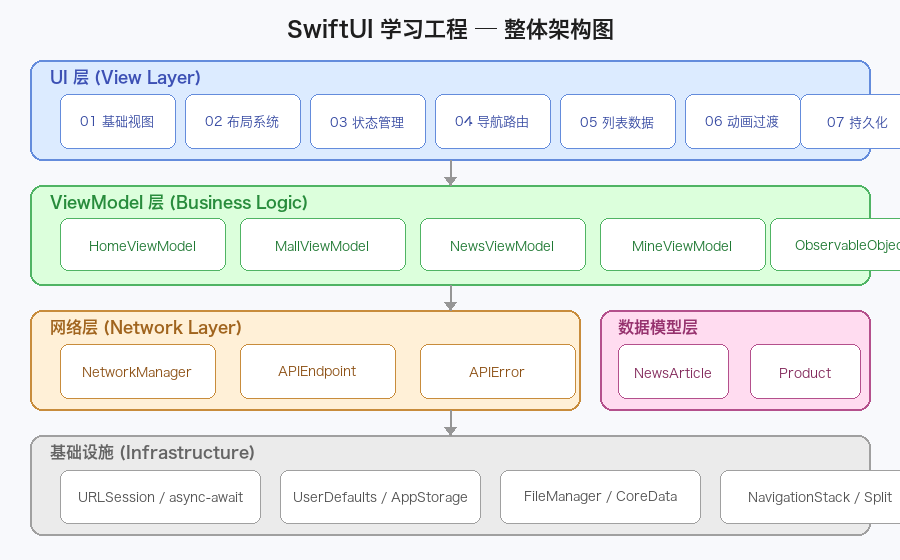 SwiftUI 学习工程 — 整体架构图
UI 层 (View Layer)
01 基础视图
02 布局系统
03 状态管理
04 导航路由
05 列表数据
06 动画过渡
07 持久化
ViewModel 层 (Business Logic)
HomeViewModel
MallViewModel
NewsViewModel
MineViewModel
ObservableObjec
网络层 (Network Layer)
NetworkManager
APIEndpoint
APIError
数据模型层
NewsArticle
Product
基础设施 (Infrastructure)
URLSession / async-await
UserDefaults / AppStorage
FileManager / CoreData
NavigationStack / Split